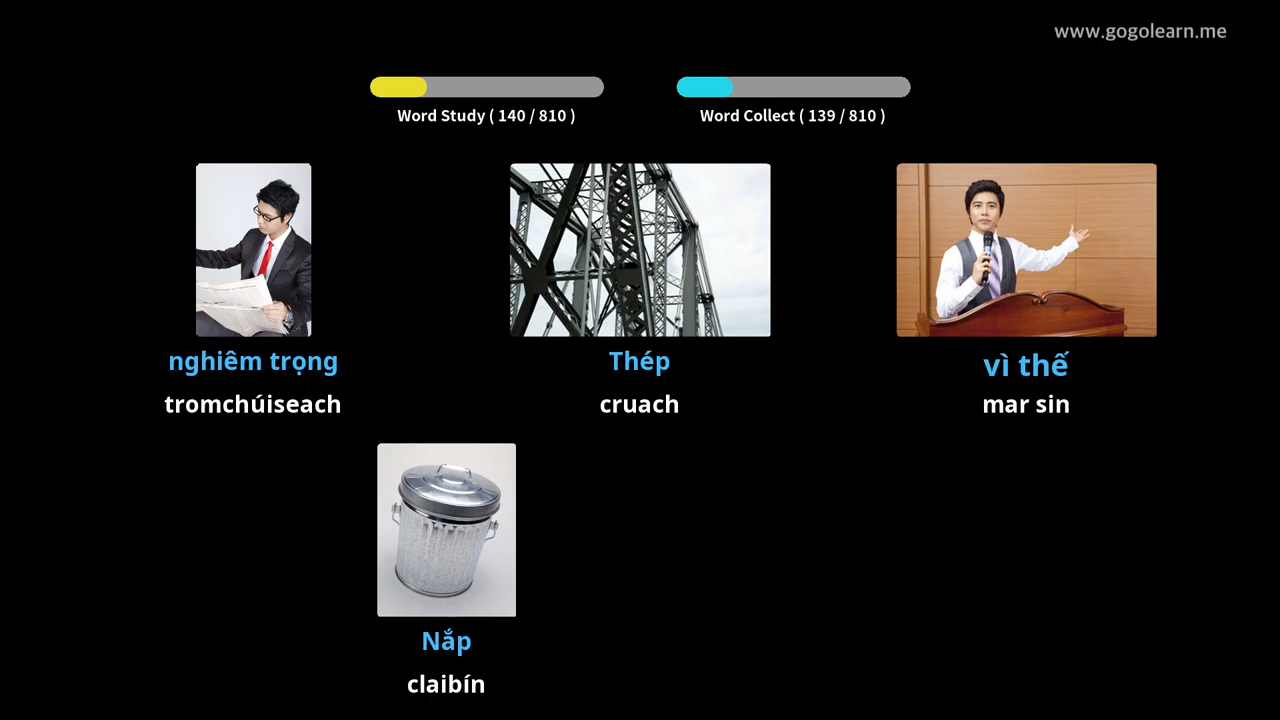 www.gogolearn.me
Word Study ( 140 / 810 )
Word Collect ( 139 / 810 )
nghiêm trọng
tromchúiseach
Thép
cruach
vì thế
mar sin
Nắp
claibín